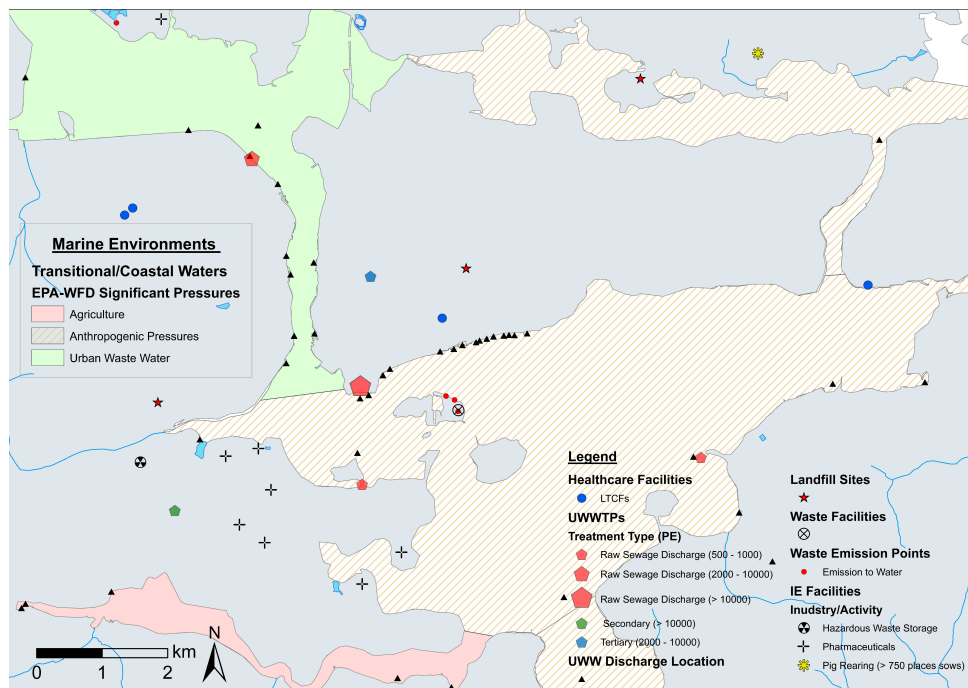 Marine Environments
Transitional/Coastal Waters
EPA-WFD Significant Pressures
Agriculture
Anthropogenic Pressures
Urban Waste Water
Legend
Healthcare Facilities
LTCFs
UWWTPs
Treatment Type (PE)
Raw Sewage Discharge (500 - 1000)
Raw Sewage Discharge (2000 - 10000)
Raw Sewage Discharge (> 10000)
Secondary (> 10000)
Tertiary (2000 - 10000)
UWW Discharge Location
Landfill Sites
Waste Facilities
Waste Emission Points
Emission to Water
IE Facilities
Inudstry/Activity
Hazardous Waste Storage
Pharmaceuticals
Pig Rearing (> 750 places sows)
N
km
0 1 2